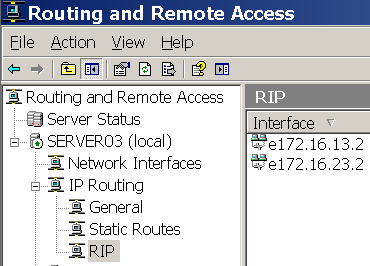 Routing and Remote Access
File Action View Help
Routing and Remote Access
Server Status
SERVER03 (local)
Network Interfaces
IP Routing
General
Static Routes
RIP
RIP
Interface
e172.16.13.2
e172.16.23.2